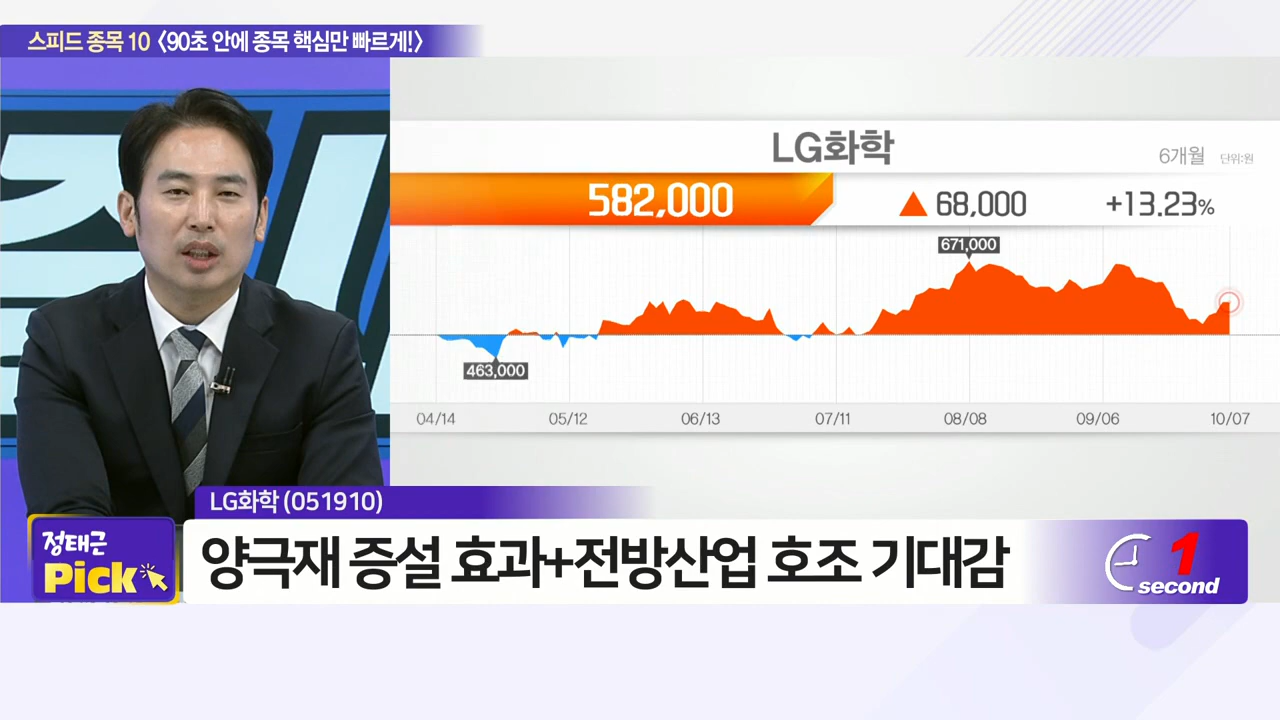 스피드 종목 10 <90초 안에 종목 핵심만 빠르게!>
LG화학
6개월 단위:원
582,000 ▲ 68,000 +13.23%
671,000
463,000
04/14 05/12 06/13 07/11 08/08 09/06 10/07
LG화학 (051910)
정태근
Pick
양극재 증설 효과+전방산업 호조 기대감
1
second